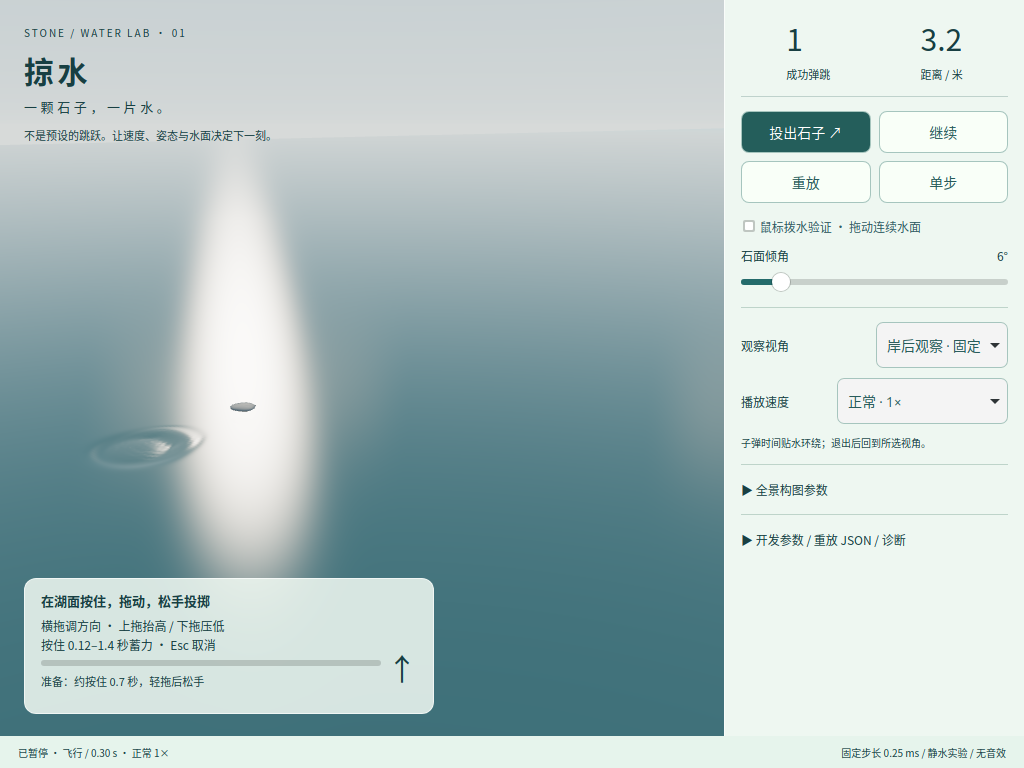 STONE / WATER LAB · 01
掠水
一颗石子，一片水。
不是预设的跳跃。让速度、姿态与水面决定下一刻。
在湖面按住，拖动，松手投掷
横拖调方向 · 上拖抬高 / 下拖压低
按住 0.12–1.4 秒蓄力 · Esc 取消
↑
准备：约按住 0.7 秒，轻拖后松手
1
3.2
成功弹跳
距离 / 米
投出石子 ↗
继续
重放
单步
鼠标拨水验证 · 拖动连续水面
石面倾角
6°
观察视角
岸后观察 · 固定
播放速度
正常 · 1×
子弹时间贴水环绕；退出后回到所选视角。
▶ 全景构图参数
▶ 开发参数 / 重放 JSON / 诊断
已暂停 · 飞行 / 0.30 s · 正常 1×
固定步长 0.25 ms / 静水实验 / 无音效